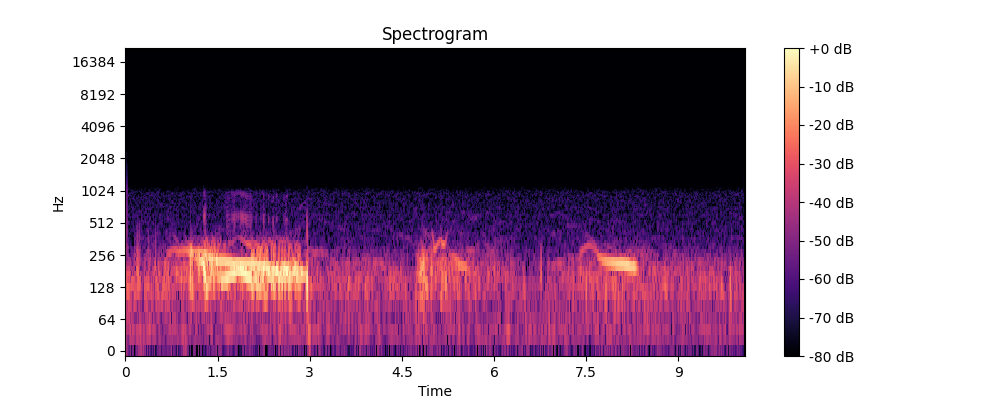 Spectrogram
16384
8192
4096
2048
1024
512
256
128
64
0
Hz
0
1.5
3
4.5
6
7.5
9
Time
+0 dB
-10 dB
-20 dB
-30 dB
-40 dB
-50 dB
-60 dB
-70 dB
-80 dB